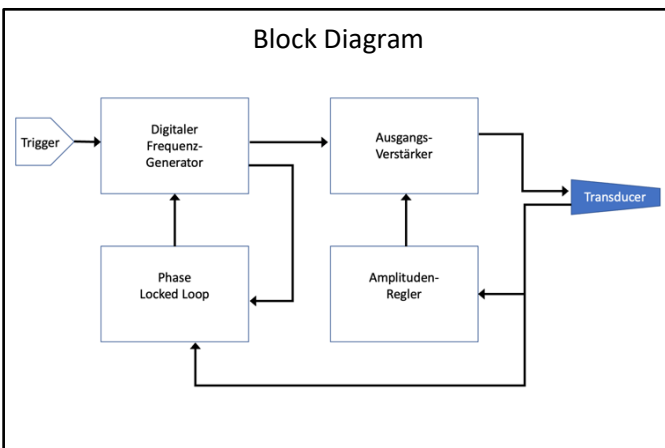 Block Diagram
Trigger
Digitaler
Frequenz-
Generator
Ausgangs-
Verstärker
Transducer
Phase
Locked Loop
Amplituden-
Regler